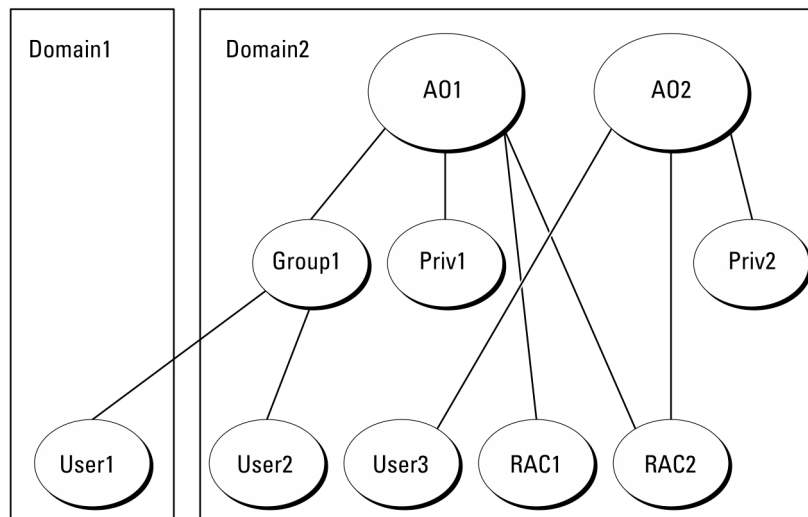 Domain1
Domain2
AO1
AO2
Group1
Priv1
Priv2
User1
User2
User3
RAC1
RAC2